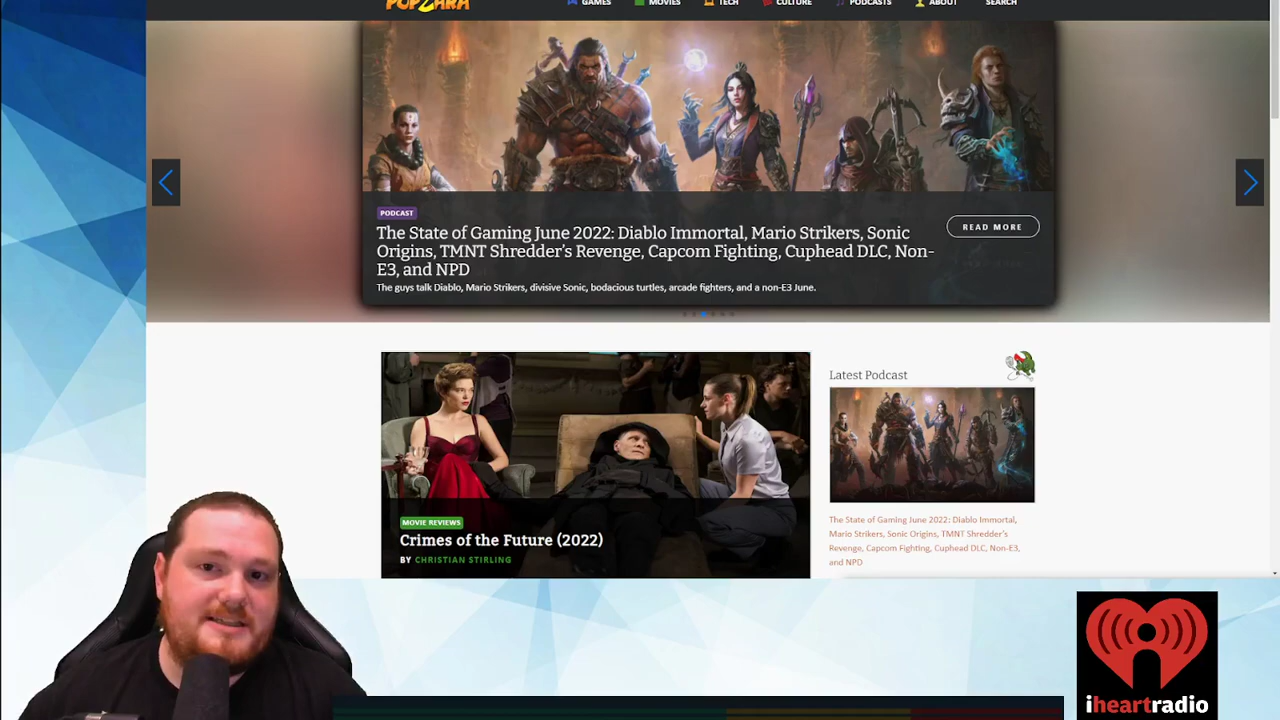 POPZARA
GAMES
MOVIES
TECH
CULTURE
PODCASTS
ABOUT
SEARCH
PODCAST
The State of Gaming June 2022: Diablo Immortal, Mario Strikers, Sonic
Origins, TMNT Shredder's Revenge, Capcom Fighting, Cuphead DLC, Non-
E3, and NPD
The guys talk Diablo, Mario Strikers, divisive Sonic, bodacious turtles, arcade fighters, and a non-E3 June.
READ MORE
MOVIE REVIEWS
Crimes of the Future (2022)
BY CHRISTIAN STIRLING
Latest Podcast
The State of Gaming June 2022: Diablo Immortal,
Mario Strikers, Sonic Origins, TMNT Shredder's
Revenge, Capcom Fighting, Cuphead DLC, Non-E3,
and NPD
iheartradio